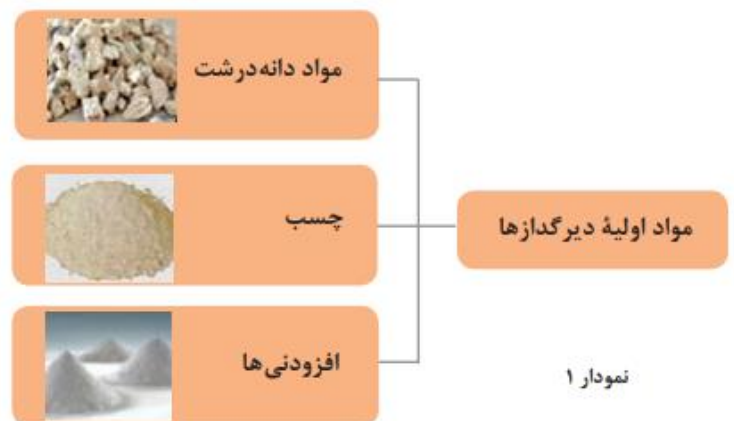 مواد اولیهٔ دیرگدازها
مواد دانه‌درشت
چسب
افزودنی‌ها
نمودار ۱